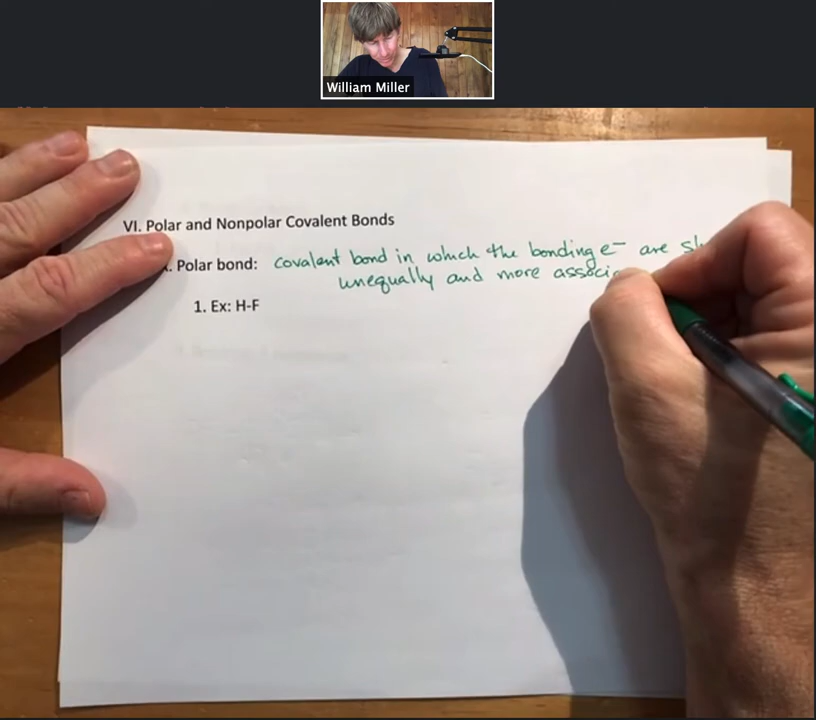 William Miller
VI. Polar and Nonpolar Covalent Bonds
. Polar bond: covalent bond in which the bonding e⁻ are
unequally and more
1. Ex: H-F